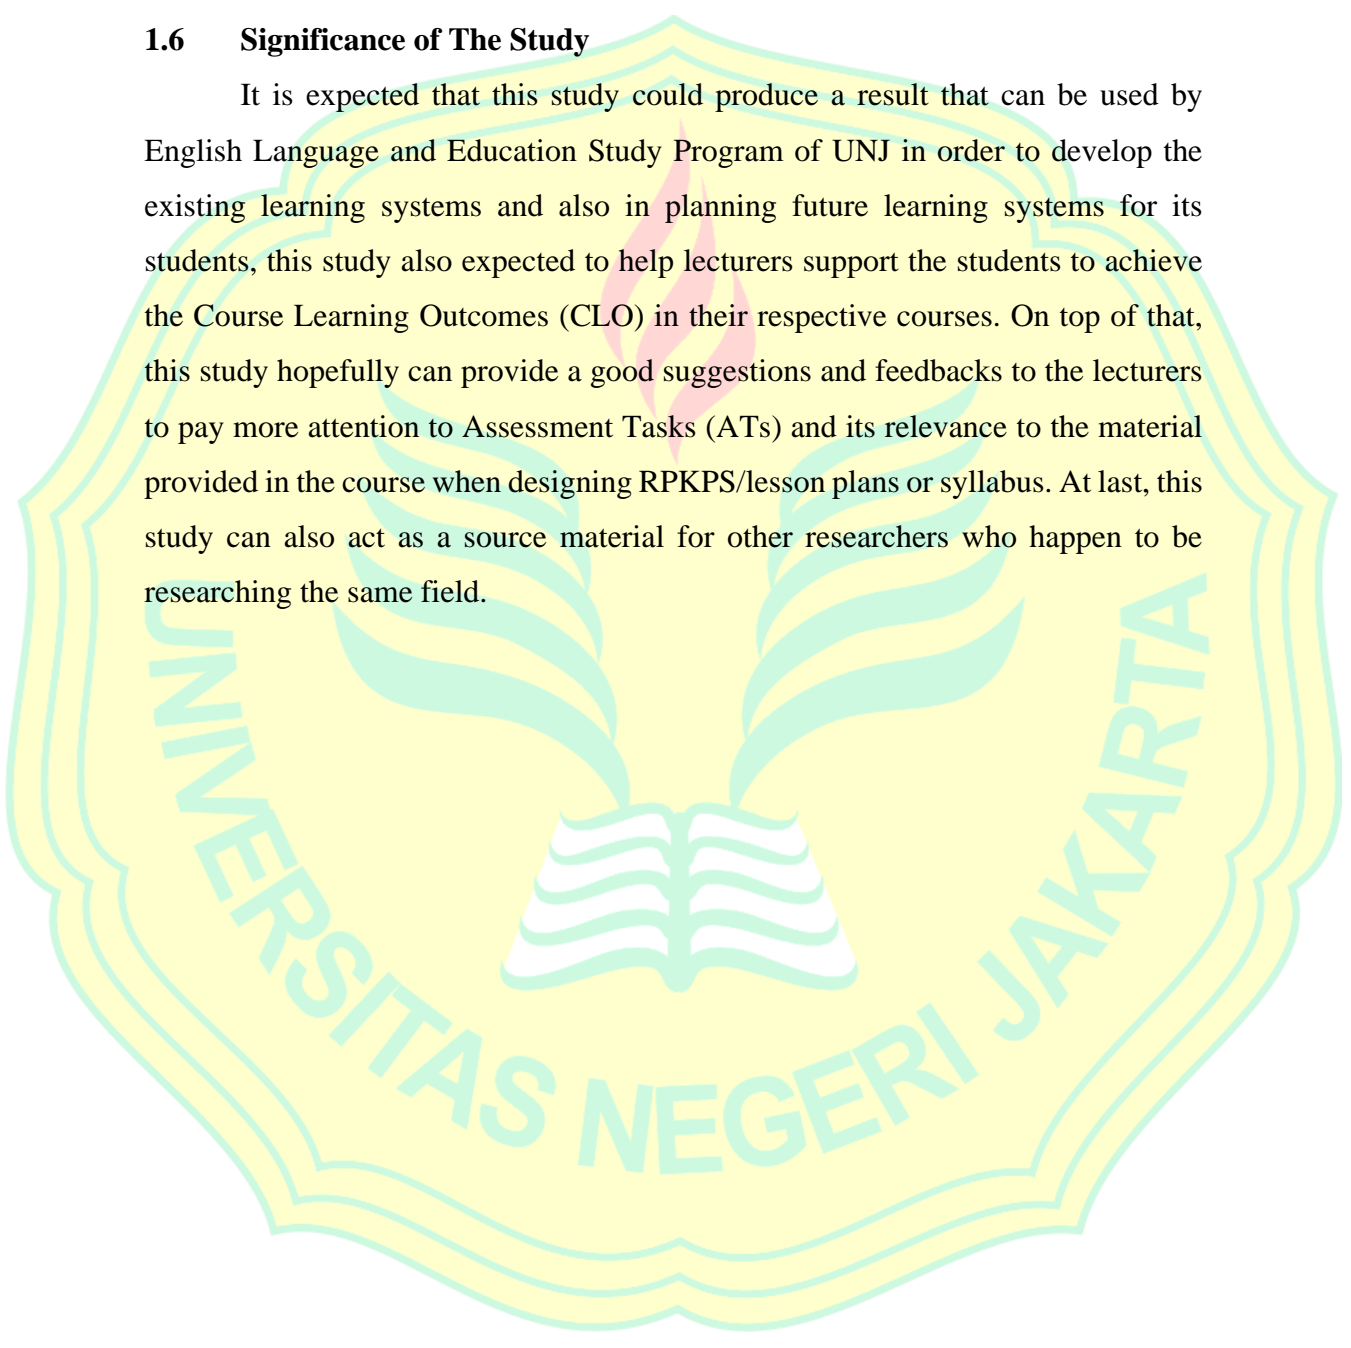 1.6 Significance of The Study
It is expected that this study could produce a result that can be used by
English Language and Education Study Program of UNJ in order to develop the
existing learning systems and also in planning future learning systems for its
students, this study also expected to help lecturers support the students to achieve
the Course Learning Outcomes (CLO) in their respective courses. On top of that,
this study hopefully can provide a good suggestions and feedbacks to the lecturers
to pay more attention to Assessment Tasks (ATs) and its relevance to the material
provided in the course when designing RPKPS/lesson plans or syllabus. At last, this
study can also act as a source material for other researchers who happen to be
researching the same field.
UNIVERSITAS NEGERI JAKARTA